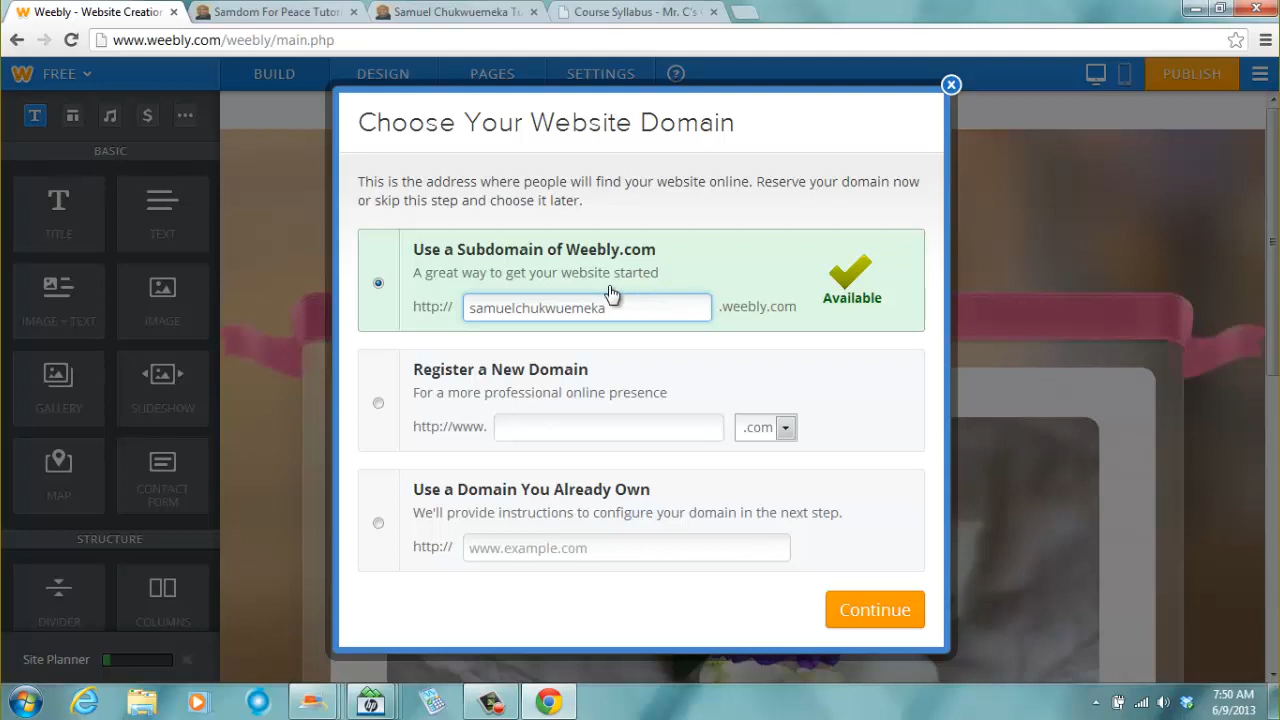 Weebly - Website Creation
Samdom For Peace Tutor
Samuel Chukwuemeka Tu
Course Syllabus - Mr. C's
www.weebly.com/weebly/main.php
FREE
BUILD
DESIGN
PAGES
SETTINGS
?
PUBLISH
T
$
BASIC
TITLE
TEXT
IMAGE + TEXT
IMAGE
GALLERY
SLIDESHOW
MAP
CONTACT
FORM
STRUCTURE
DIVIDER
COLUMNS
Site Planner
Choose Your Website Domain
This is the address where people will find your website online. Reserve your domain now
or skip this step and choose it later.
Use a Subdomain of Weebly.com
A great way to get your website started
http:// samuelchukwuemeka .weebly.com
Available
Register a New Domain
For a more professional online presence
http://www. .com
Use a Domain You Already Own
We'll provide instructions to configure your domain in the next step.
http:// www.example.com
Continue
hp
7:50 AM
6/9/2013